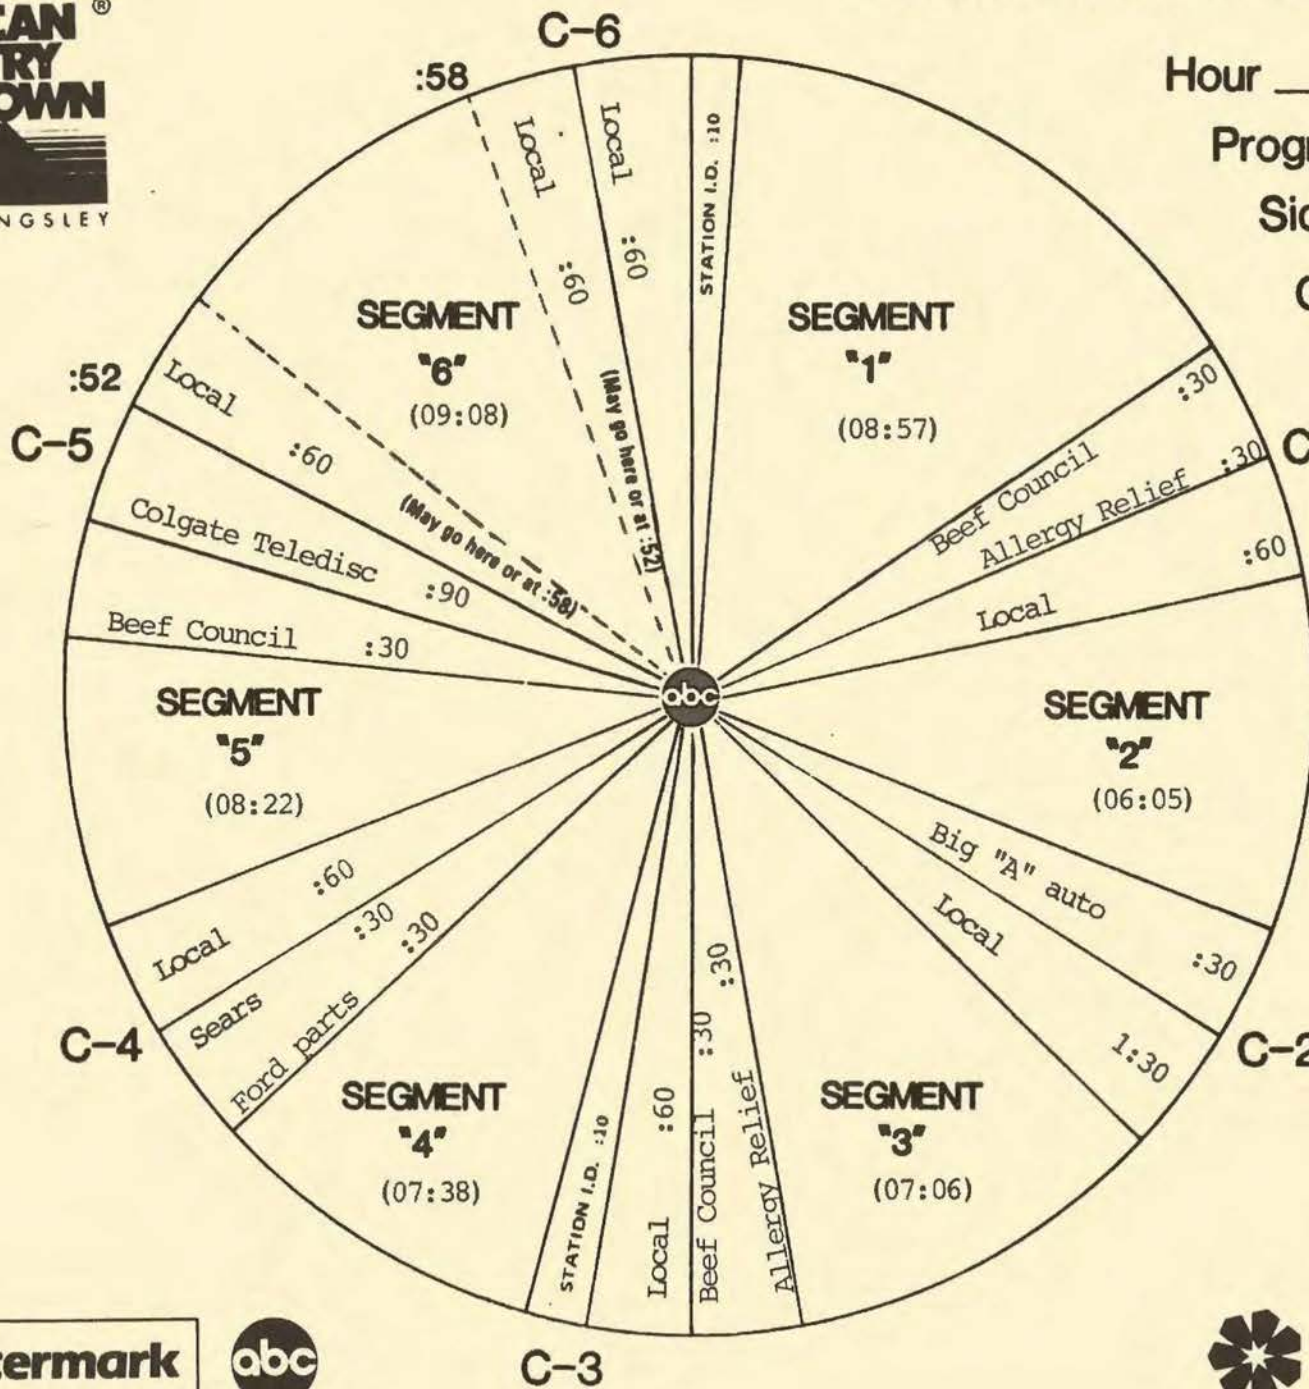 ®
OWN
NGSLEY
C-6
:58
Hour
STATION I.D. :10
SEGMENT
"1"
(08:57)
Beef Council :30
Allergy Relief :30
Local :60
SEGMENT
"2"
(06:05)
Big "A" auto :30
Local 1:30
C-2
SEGMENT
"3"
(07:06)
Allergy Relief :30
Beef Council :30
Local :60
C-3
STATION I.D. :10
SEGMENT
"4"
(07:38)
Ford parts :30
Sears :30
C-4
Local :60
SEGMENT
"5"
(08:22)
Beef Council :30
Colgate Teledisc :90
C-5
:52
Local :60
(May go here or at :58)
SEGMENT
"6"
(09:08)
Local :60
(May go here or at :52)
Local :60
abc
termark
abc